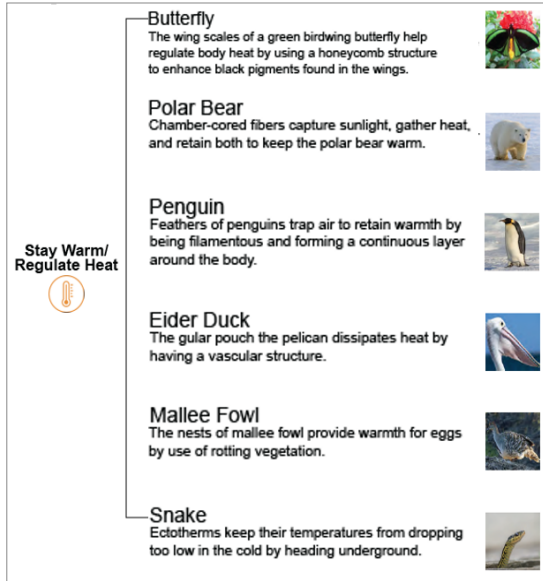 Butterfly
The wing scales of a green birdwing butterfly help
regulate body heat by using a honeycomb structure
to enhance black pigments found in the wings.
Polar Bear
Chamber-cored fibers capture sunlight, gather heat,
and retain both to keep the polar bear warm.
Penguin
Feathers of penguins trap air to retain warmth by
being filamentous and forming a continuous layer
around the body.
Stay Warm/
Regulate Heat
Eider Duck
The gular pouch the pelican dissipates heat by
having a vascular structure.
Mallee Fowl
The nests of mallee fowl provide warmth for eggs
by use of rotting vegetation.
Snake
Ectotherms keep their temperatures from dropping
too low in the cold by heading underground.